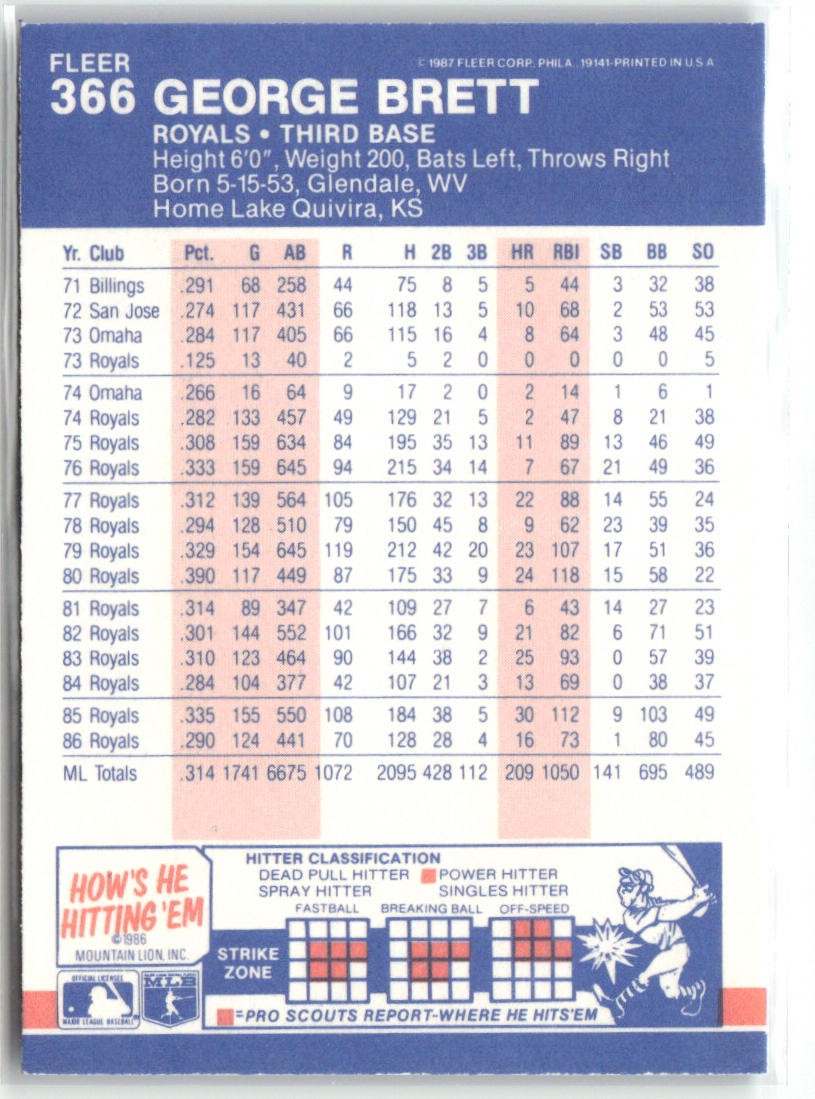 FLEER
© 1987 FLEER CORP. PHILA., 19141-PRINTED IN U.S.A.
366 GEORGE BRETT
ROYALS • THIRD BASE
Height 6'0", Weight 200, Bats Left, Throws Right
Born 5-15-53, Glendale, WV
Home Lake Quivira, KS
Yr. Club Pct. G AB R H 2B 3B HR RBI SB BB SO
71 Billings .291 68 258 44 75 8 5 5 44 3 32 38
72 San Jose .274 117 431 66 118 13 5 10 68 2 53 53
73 Omaha .284 117 405 66 115 16 4 8 64 3 48 45
73 Royals .125 13 40 2 5 2 0 0 0 0 0 5
74 Omaha .266 16 64 9 17 2 0 2 14 1 6 1
74 Royals .282 133 457 49 129 21 5 2 47 8 21 38
75 Royals .308 159 634 84 195 35 13 11 89 13 46 49
76 Royals .333 159 645 94 215 34 14 7 67 21 49 36
77 Royals .312 139 564 105 176 32 13 22 88 14 55 24
78 Royals .294 128 510 79 150 45 8 9 62 23 39 35
79 Royals .329 154 645 119 212 42 20 23 107 17 51 36
80 Royals .390 117 449 87 175 33 9 24 118 15 58 22
81 Royals .314 89 347 42 109 27 7 6 43 14 27 23
82 Royals .301 144 552 101 166 32 9 21 82 6 71 51
83 Royals .310 123 464 90 144 38 2 25 93 0 57 39
84 Royals .284 104 377 42 107 21 3 13 69 0 38 37
85 Royals .335 155 550 108 184 38 5 30 112 9 103 49
86 Royals .290 124 441 70 128 28 4 16 73 1 80 45
ML Totals .314 1741 6675 1072 2095 428 112 209 1050 141 695 489
HOW'S HE
HITTING 'EM
©1986
MOUNTAIN LION, INC.
HITTER CLASSIFICATION
DEAD PULL HITTER POWER HITTER
SPRAY HITTER SINGLES HITTER
FASTBALL BREAKING BALL OFF-SPEED
STRIKE
ZONE
=PRO SCOUTS REPORT-WHERE HE HITS'EM
OFFICIAL LICENSEE
MAJOR LEAGUE BASEBALL
MLB